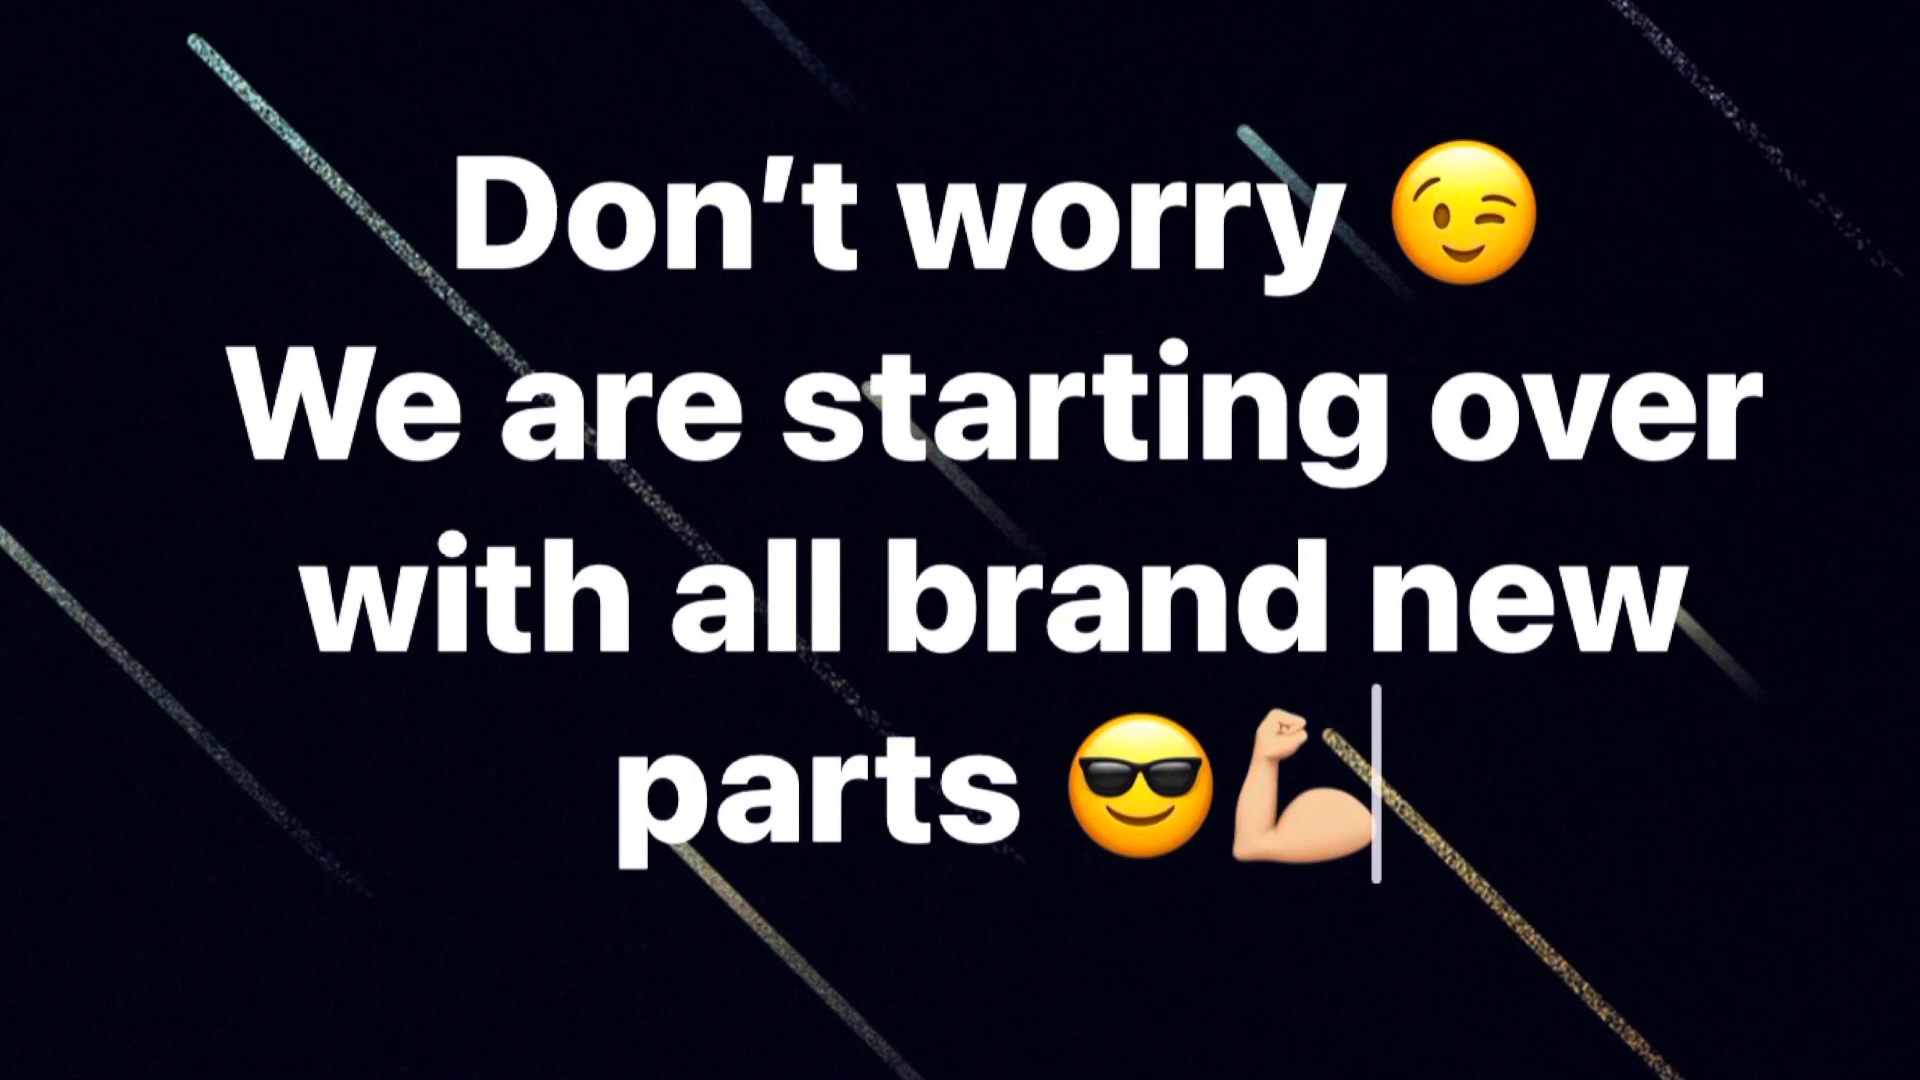 Don’t worry 😉
We are starting over
with all brand new
parts 😎💪🏼